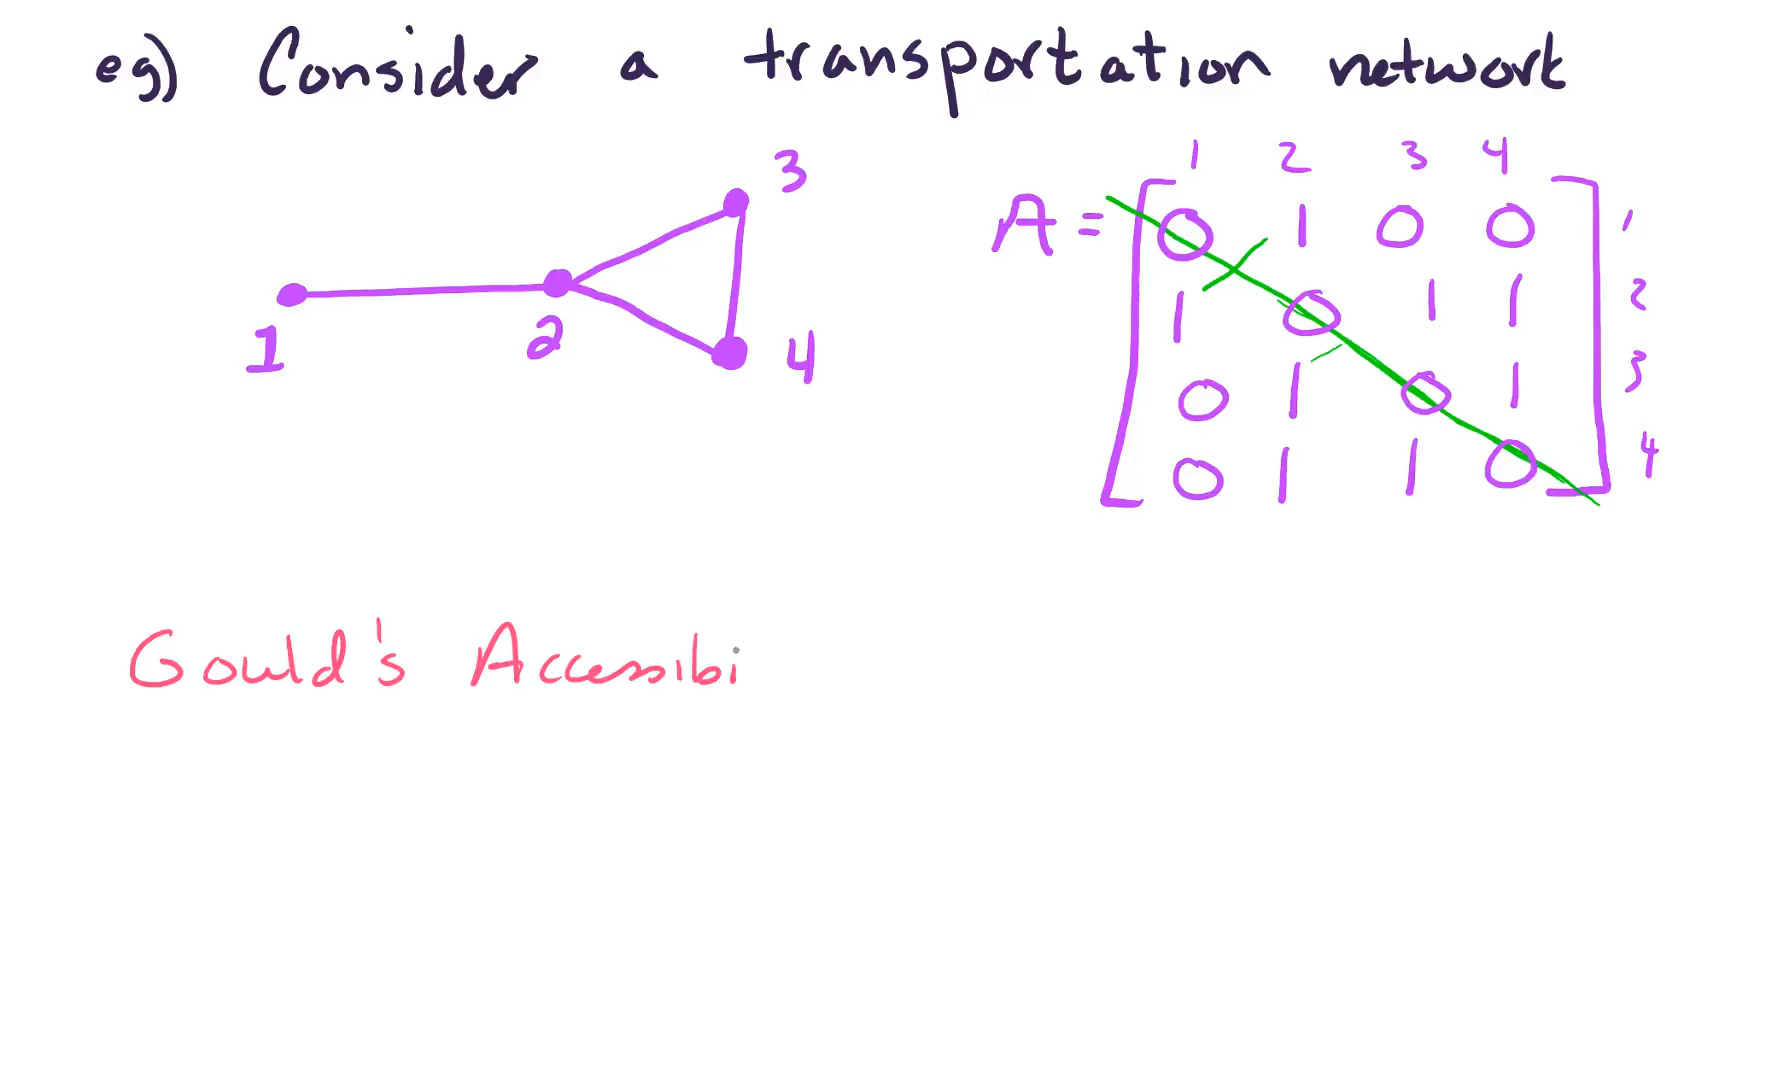 eg) Consider a transportation network
3
1 2 3 4
A = [ 0 1 0 0 ] 1
1 0 1 1 2
1 2 4
0 1 0 1 3
0 1 1 0 4
Gould's Accessibi